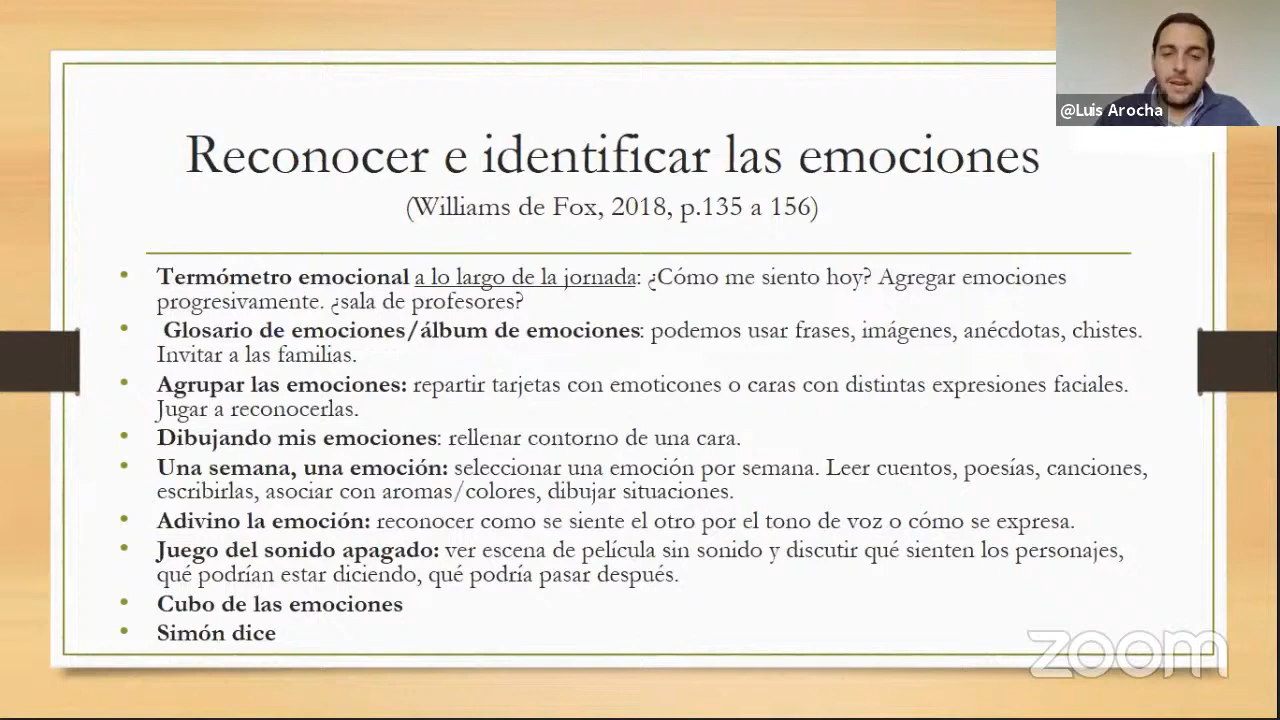 @Luis Arocha
Reconocer e identificar las emociones
(Williams de Fox, 2018, p.135 a 156)
• Termómetro emocional a lo largo de la jornada: ¿Cómo me siento hoy? Agregar emociones
progresivamente. ¿sala de profesores?
• Glosario de emociones/álbum de emociones: podemos usar frases, imágenes, anécdotas, chistes.
Invitar a las familias.
• Agrupar las emociones: repartir tarjetas con emoticones o caras con distintas expresiones faciales.
Jugar a reconocerlas.
• Dibujando mis emociones: rellenar contorno de una cara.
• Una semana, una emoción: seleccionar una emoción por semana. Leer cuentos, poesías, canciones,
escribirlas, asociar con aromas/colores, dibujar situaciones.
• Adivino la emoción: reconocer como se siente el otro por el tono de voz o cómo se expresa.
• Juego del sonido apagado: ver escena de película sin sonido y discutir qué sienten los personajes,
qué podrían estar diciendo, qué podría pasar después.
• Cubo de las emociones
• Simón dice
zoom